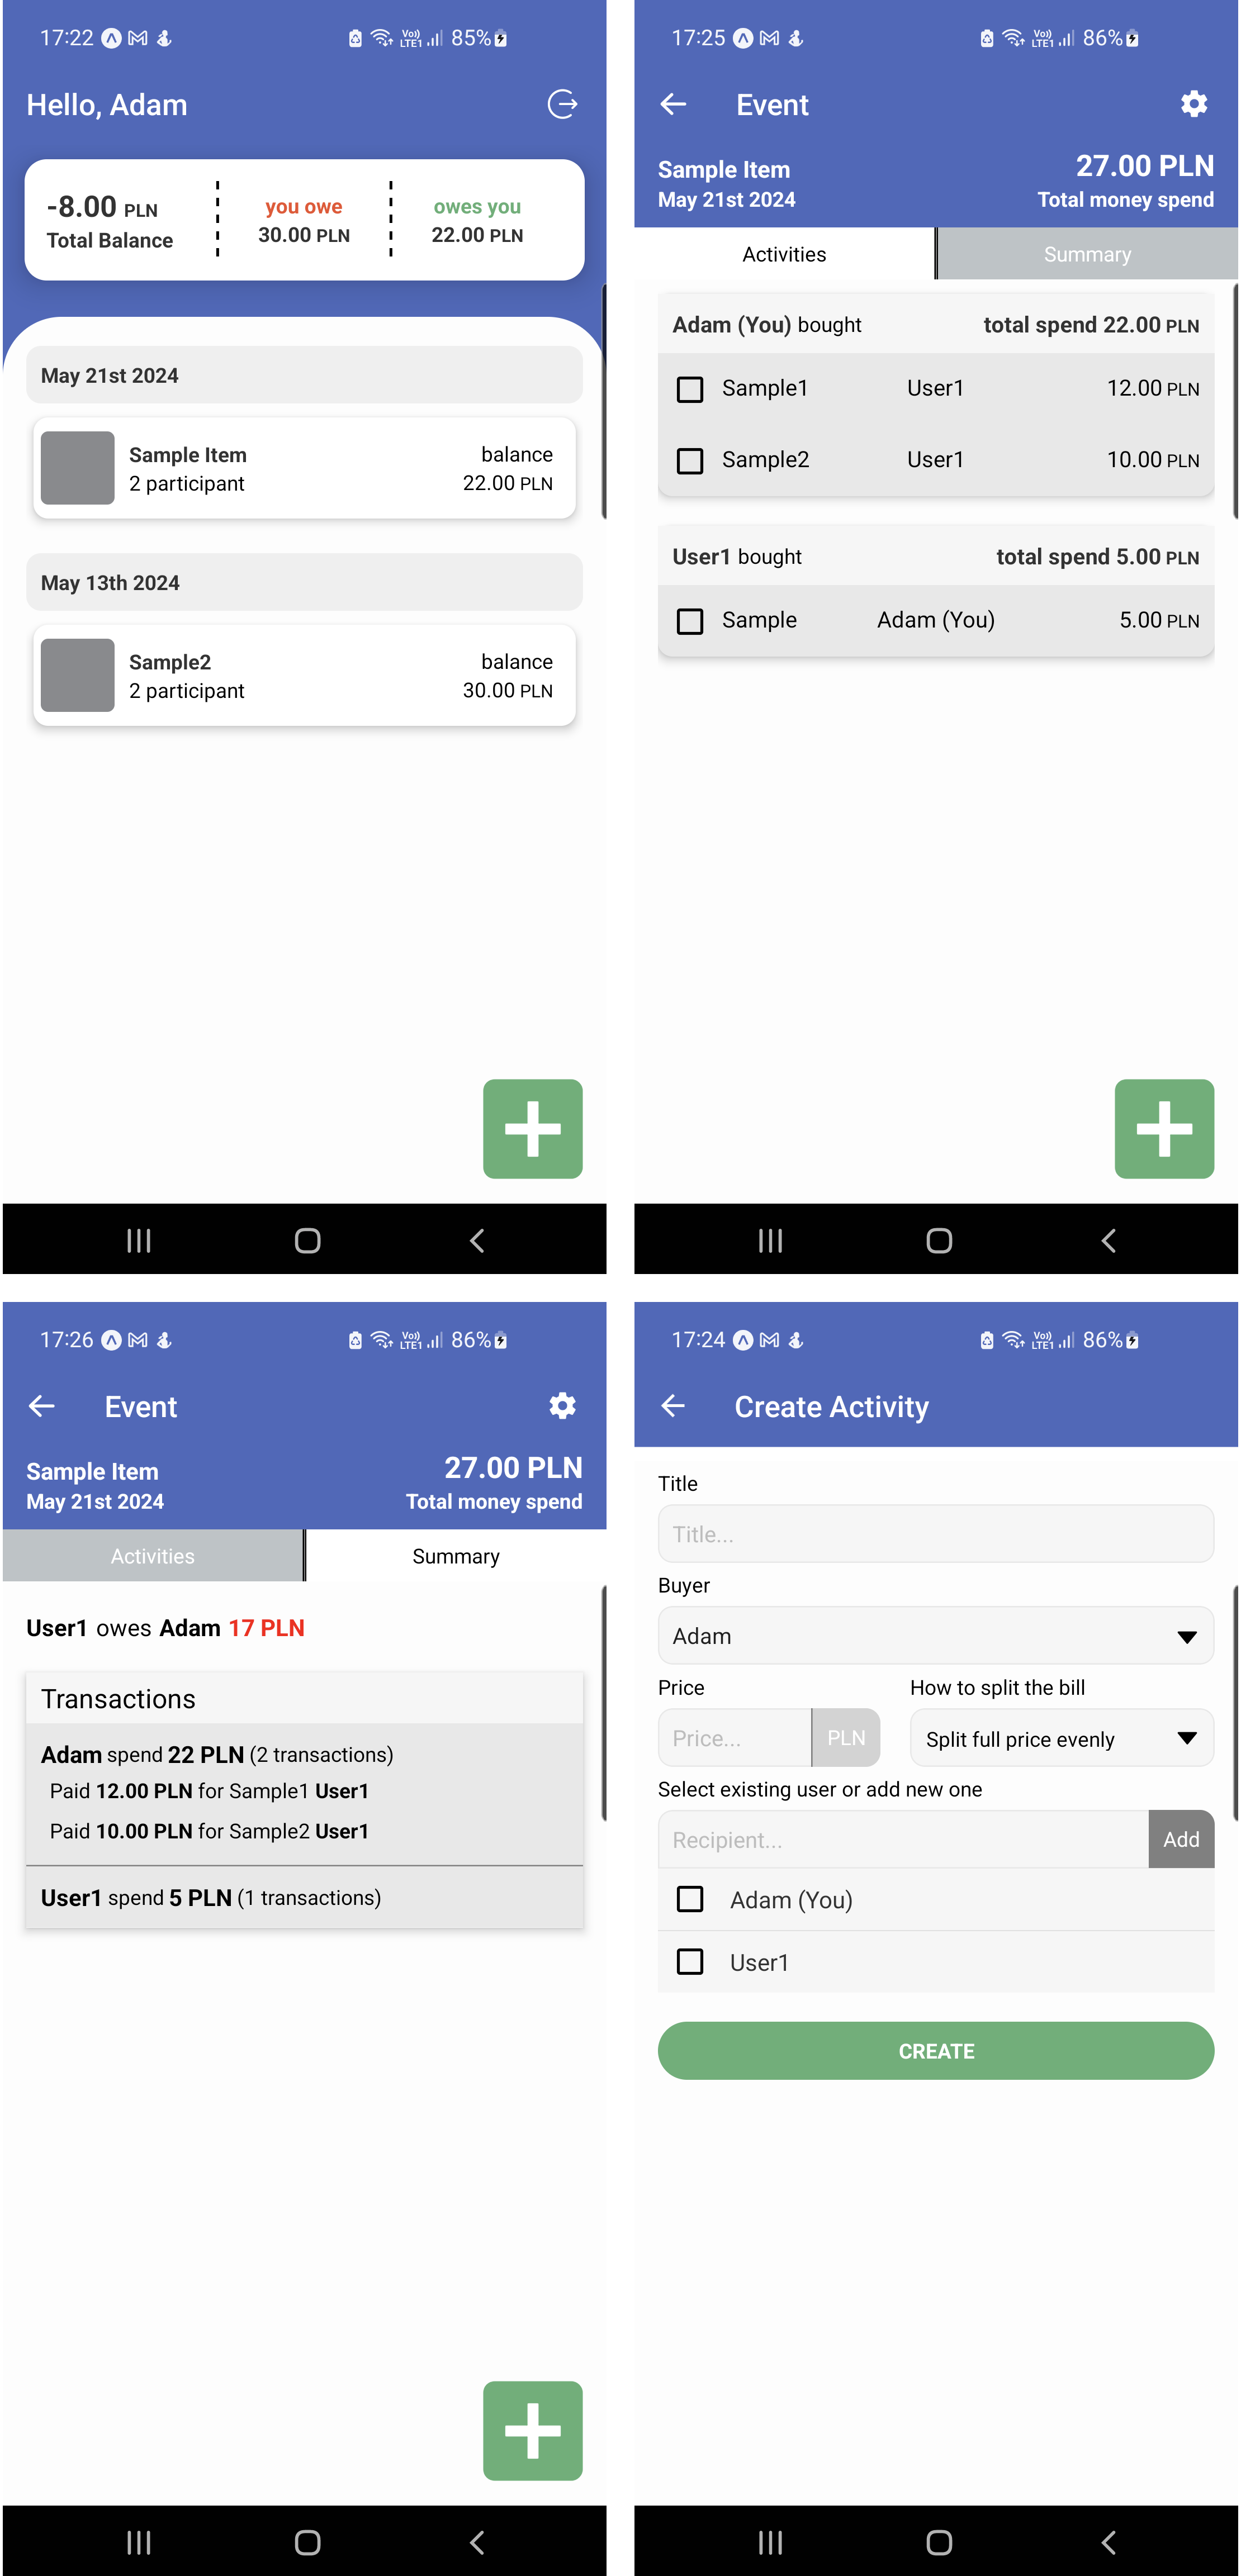 17:22 85%
Hello, Adam
-8.00 PLN
Total Balance
you owe
30.00 PLN
owes you
22.00 PLN
May 21st 2024
Sample Item
2 participant
balance
22.00 PLN
May 13th 2024
Sample2
2 participant
balance
30.00 PLN
17:25 Vo)) LTE1 86%
Event
Sample Item
May 21st 2024
27.00 PLN
Total money spend
Activities
Summary
Adam (You) bought total spend 22.00 PLN
Sample1 User1 12.00 PLN
Sample2 User1 10.00 PLN
User1 bought total spend 5.00 PLN
Sample Adam (You) 5.00 PLN
17:26 Vo)) LTE1 86%
Event
Sample Item
May 21st 2024
27.00 PLN
Total money spend
Activities
Summary
User1 owes Adam 17 PLN
Transactions
Adam spend 22 PLN (2 transactions)
Paid 12.00 PLN for Sample1 User1
Paid 10.00 PLN for Sample2 User1
User1 spend 5 PLN (1 transactions)
17:24 Vo)) LTE1 86%
Create Activity
Title
Title...
Buyer
Adam
Price
Price... PLN
How to split the bill
Split full price evenly
Select existing user or add new one
Recipient... Add
Adam (You)
User1
CREATE